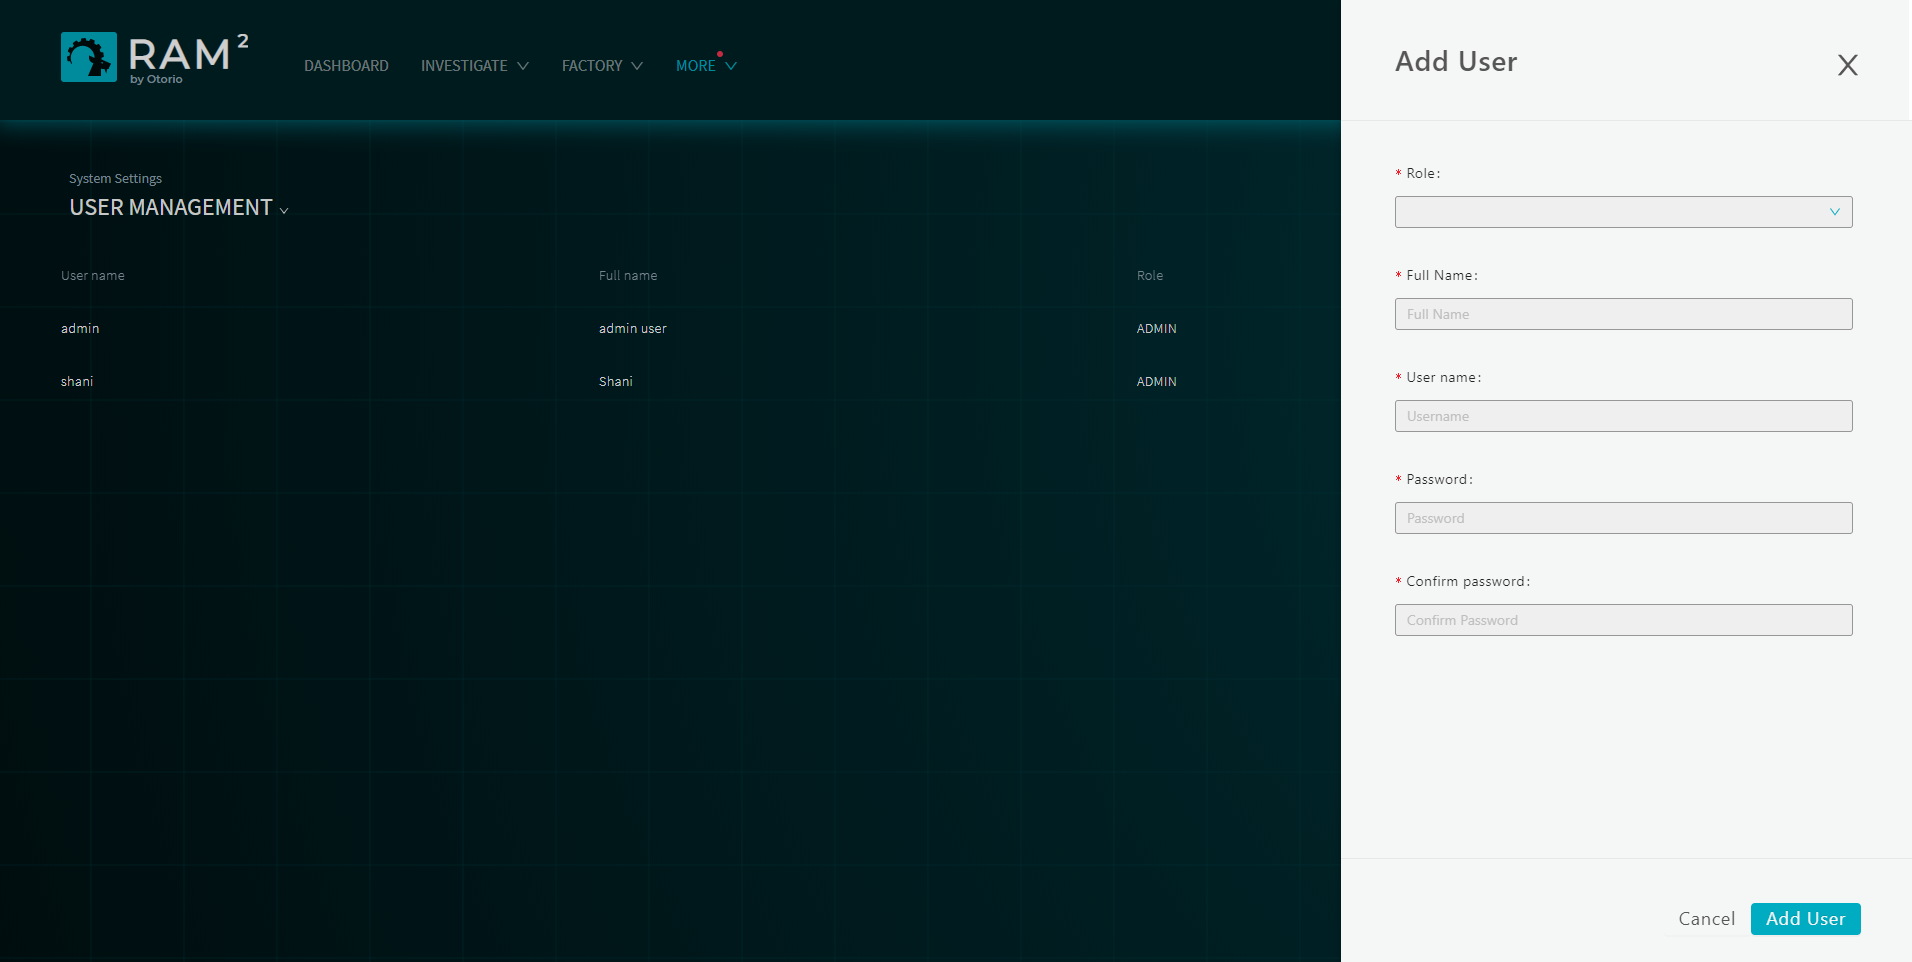 RAM²
by Otorio
DASHBOARD INVESTIGATE FACTORY MORE
System Settings
USER MANAGEMENT
User name Full name Role
admin admin user ADMIN
shani Shani ADMIN
Add User
X
* Role:
* Full Name:
Full Name
* User name:
Username
* Password:
Password
* Confirm password:
Confirm Password
Cancel Add User